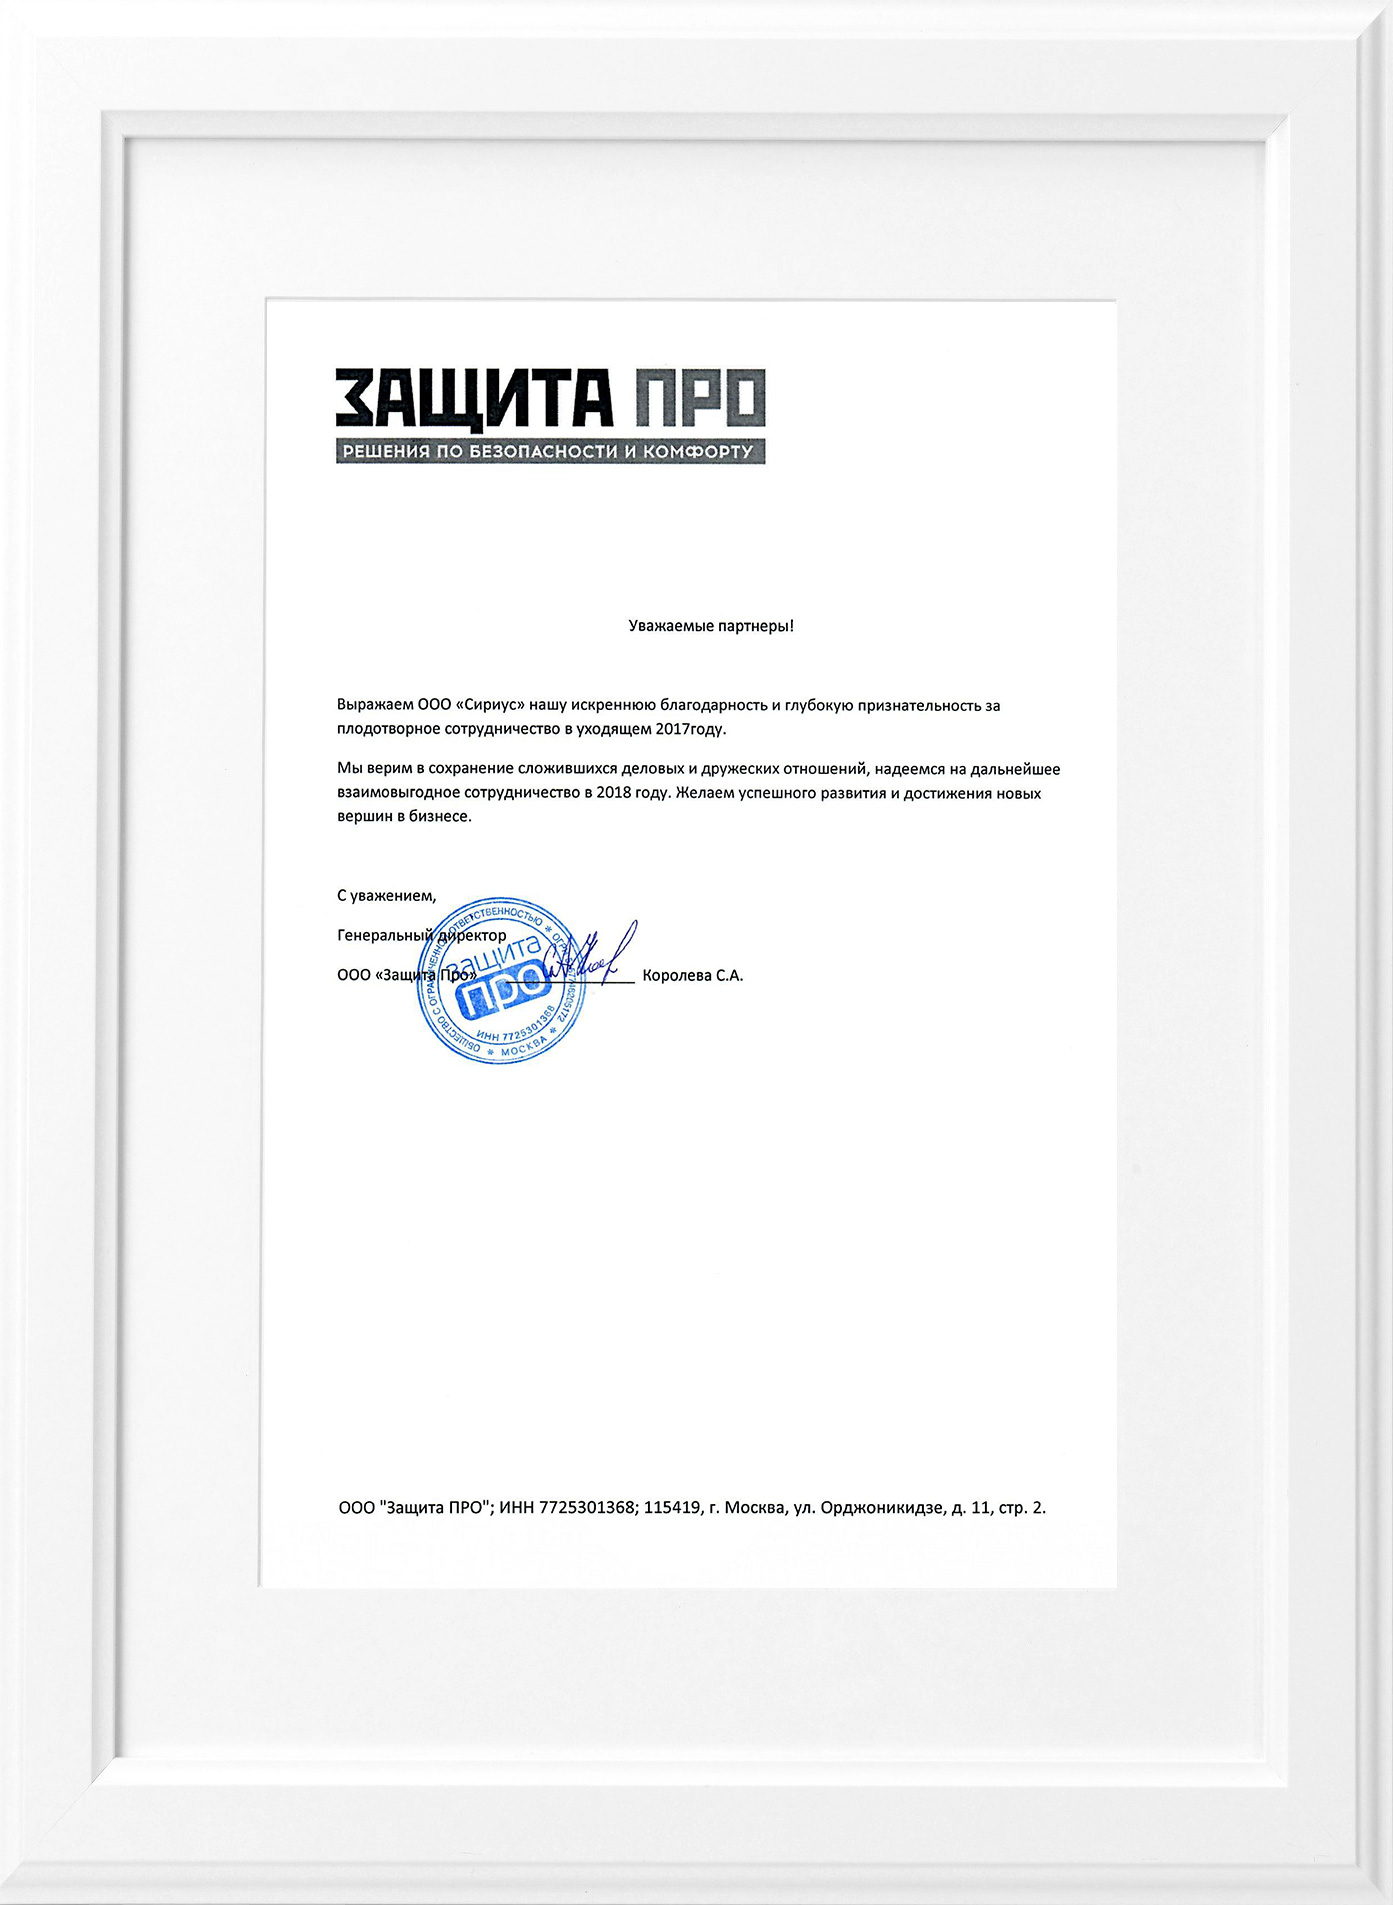 ЗАЩИТА ПРО
РЕШЕНИЯ ПО БЕЗОПАСНОСТИ И КОМФОРТУ
Уважаемые партнеры!
Выражаем ООО «Сириус» нашу искреннюю благодарность и глубокую признательность за
плодотворное сотрудничество в уходящем 2017году.
Мы верим в сохранение сложившихся деловых и дружеских отношений, надеемся на дальнейшее
взаимовыгодное сотрудничество в 2018 году. Желаем успешного развития и достижения новых
вершин в бизнесе.
С уважением,
Генеральный директор
ООО «Защита Про» Королева С.А.
ОБЩЕСТВО С ОГРАНИЧЕННОЙ ОТВЕТСТВЕННОСТЬЮ * ОГРН
* МОСКВА *
защита
ПРО
ИНН 7725301368
ООО "Защита ПРО"; ИНН 7725301368; 115419, г. Москва, ул. Орджоникидзе, д. 11, стр. 2.